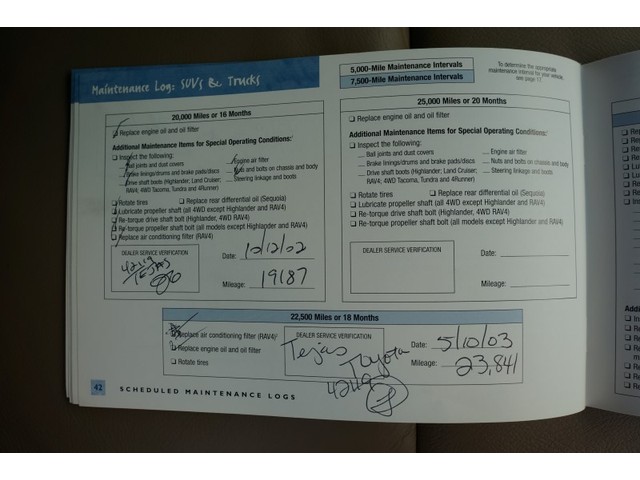 Maintenance Log: SUVs & Trucks
5,000-Mile Maintenance Intervals
7,500-Mile Maintenance Intervals
To determine the appropriate
maintenance interval for your vehicle,
see page 17.
20,000 Miles or 16 Months
Replace engine oil and oil filter
Additional Maintenance Items for Special Operating Conditions:
Inspect the following:
Ball joints and dust covers
Engine air filter
Brake linings/drums and brake pads/discs
Nuts and bolts on chassis and body
Drive shaft boots (Highlander; Land Cruiser;
RAV4; 4WD Tacoma, Tundra and 4Runner)
Steering linkage and boots
Rotate tires
Replace rear differential oil (Sequoia)
Lubricate propeller shaft (all 4WD except Highlander and RAV4)
Re-torque drive shaft bolt (Highlander, 4WD RAV4)
Re-torque propeller shaft bolt (all models except Highlander and RAV4)
Replace air conditioning filter (RAV4)
DEALER SERVICE VERIFICATION
TEJAS
Date: 10/12/02
Mileage: 19187
25,000 Miles or 20 Months
Replace engine oil and oil filter
Additional Maintenance Items for Special Operating Conditions:
Inspect the following:
Ball joints and dust covers
Engine air filter
Brake linings/drums and brake pads/discs
Nuts and bolts on chassis and body
Drive shaft boots (Highlander; Land Cruiser;
RAV4; 4WD Tacoma, Tundra and 4Runner)
Steering linkage and boots
Rotate tires
Replace rear differential oil (Sequoia)
Lubricate propeller shaft (all 4WD except Highlander and RAV4)
Re-torque drive shaft bolt (Highlander, 4WD RAV4)
Re-torque propeller shaft bolt (all models except Highlander and RAV4)
DEALER SERVICE VERIFICATION
Date:
Mileage:
22,500 Miles or 18 Months
Replace air conditioning filter (RAV4)
Replace engine oil and oil filter
Rotate tires
DEALER SERVICE VERIFICATION
Tejas Toyota
42119
Date: 5/10/03
Mileage: 23,841
42 SCHEDULED MAINTENANCE LOGS